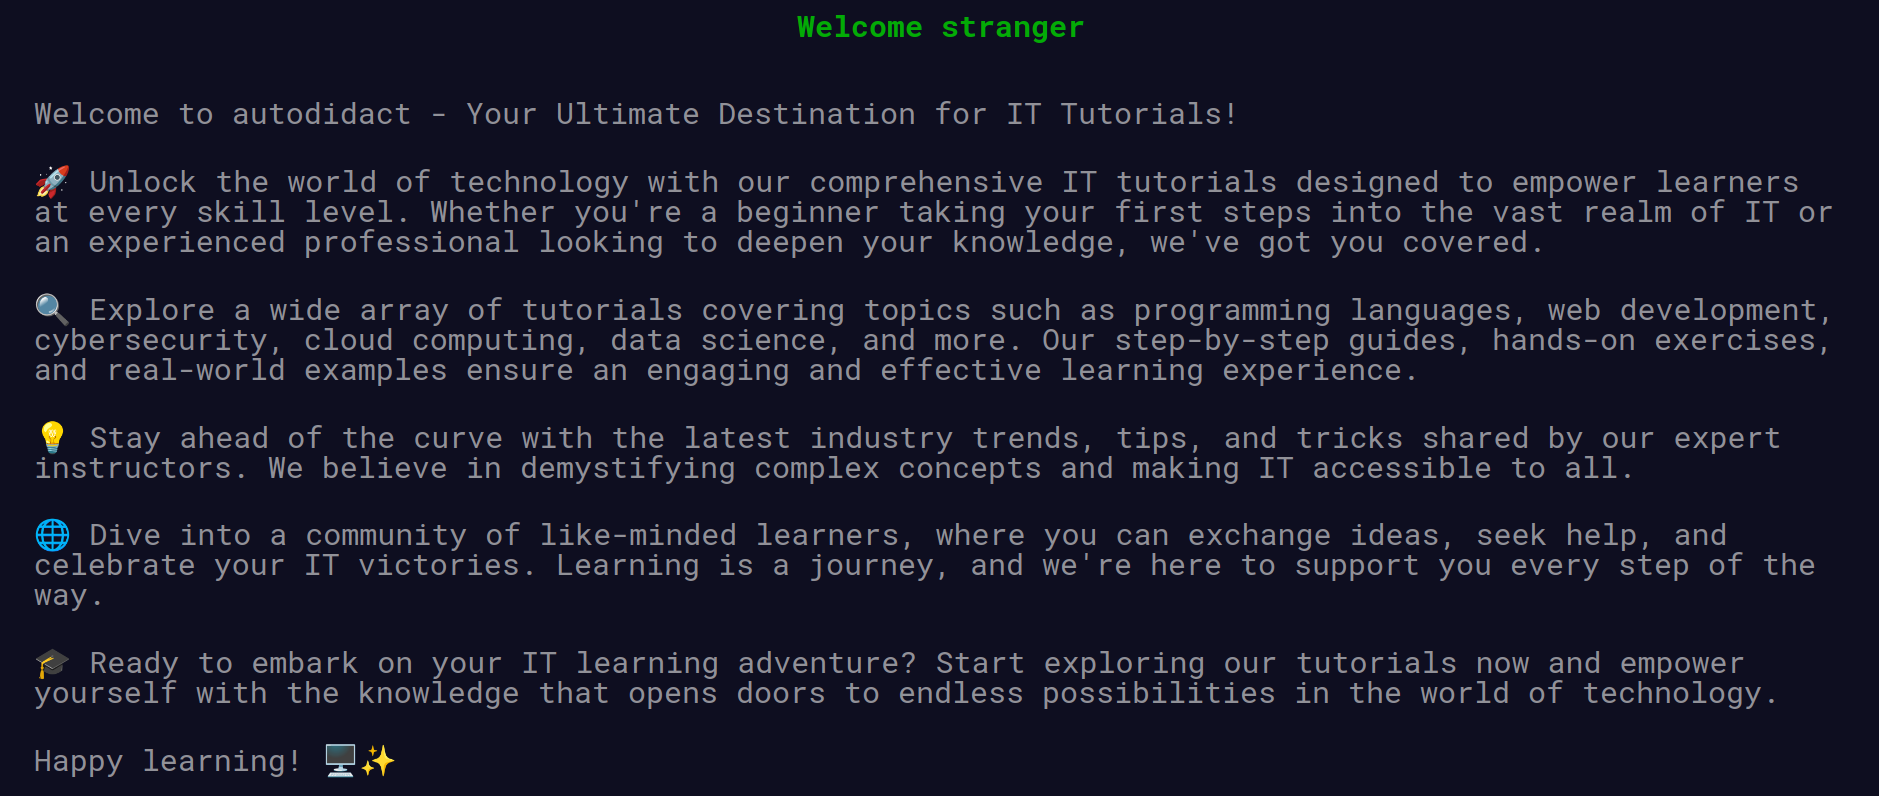 Welcome stranger
Welcome to autodidact - Your Ultimate Destination for IT Tutorials!
🚀 Unlock the world of technology with our comprehensive IT tutorials designed to empower learners
at every skill level. Whether you're a beginner taking your first steps into the vast realm of IT or
an experienced professional looking to deepen your knowledge, we've got you covered.
🔍 Explore a wide array of tutorials covering topics such as programming languages, web development,
cybersecurity, cloud computing, data science, and more. Our step-by-step guides, hands-on exercises,
and real-world examples ensure an engaging and effective learning experience.
💡 Stay ahead of the curve with the latest industry trends, tips, and tricks shared by our expert
instructors. We believe in demystifying complex concepts and making IT accessible to all.
🌐 Dive into a community of like-minded learners, where you can exchange ideas, seek help, and
celebrate your IT victories. Learning is a journey, and we're here to support you every step of the
way.
🎓 Ready to embark on your IT learning adventure? Start exploring our tutorials now and empower
yourself with the knowledge that opens doors to endless possibilities in the world of technology.
Happy learning! 🖥️✨